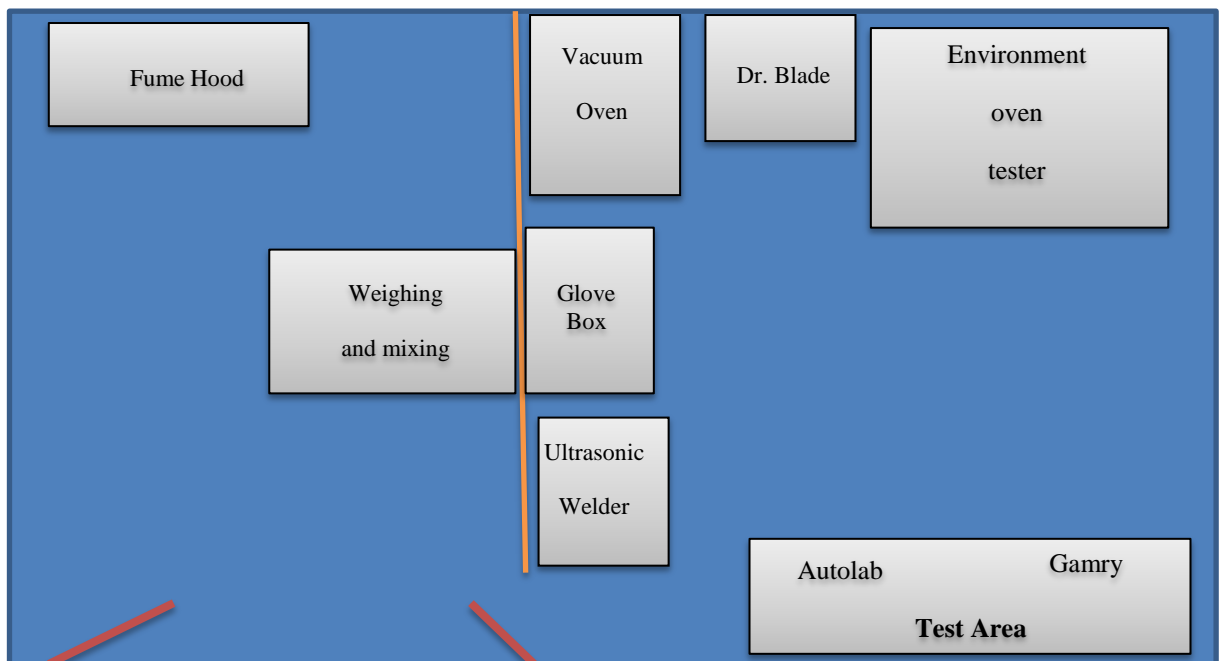 Fume Hood
Vacuum
Oven
Dr. Blade
Environment
oven
tester
Weighing
and mixing
Glove
Box
Ultrasonic
Welder
Autolab
Gamry
Test Area